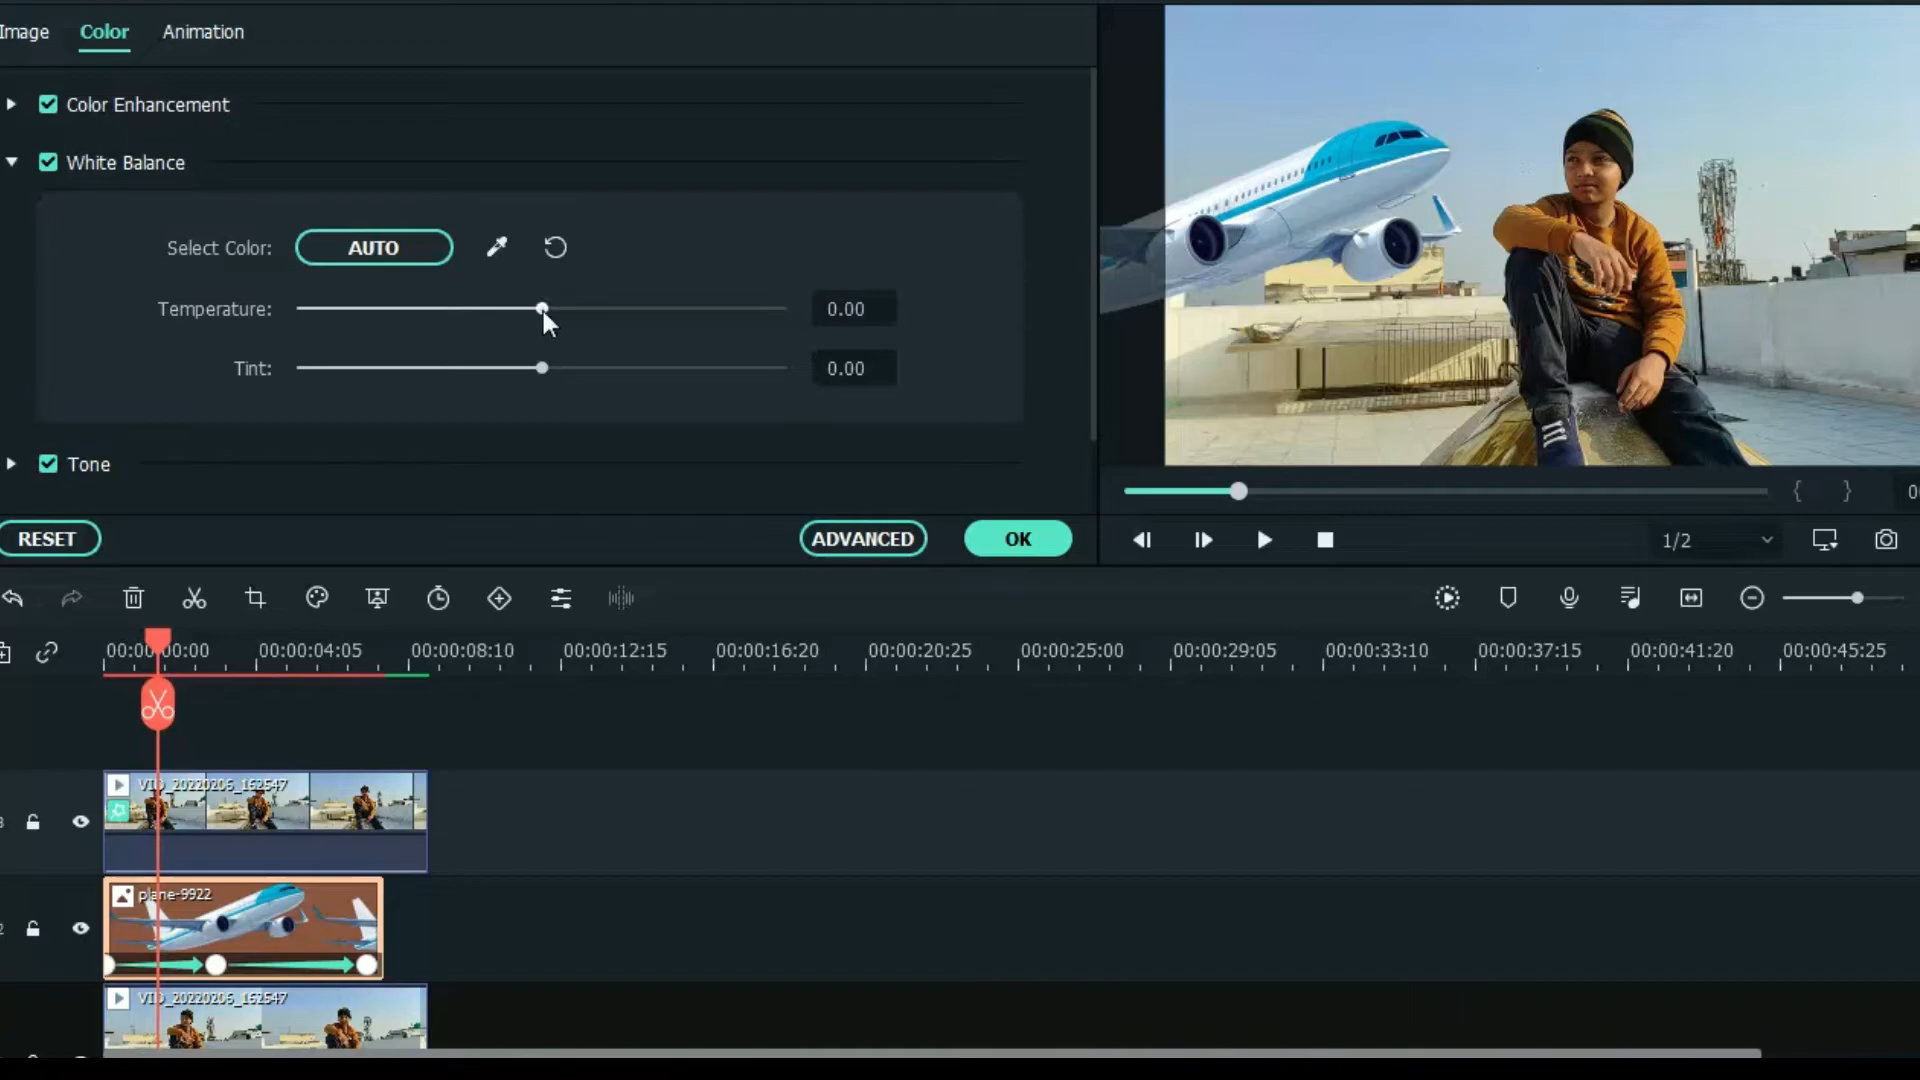 Image Color Animation
Color Enhancement
White Balance
Select Color: AUTO
Temperature: 0.00
Tint: 0.00
Tone
RESET ADVANCED OK
1/2
00:00:00:00 00:00:04:05 00:00:08:10 00:00:12:15 00:00:16:20 00:00:20:25 00:00:25:00 00:00:29:05 00:00:33:10 00:00:37:15 00:00:41:20 00:00:45:25
VID_20220206_162547
plane-9922
VID_20220206_162547